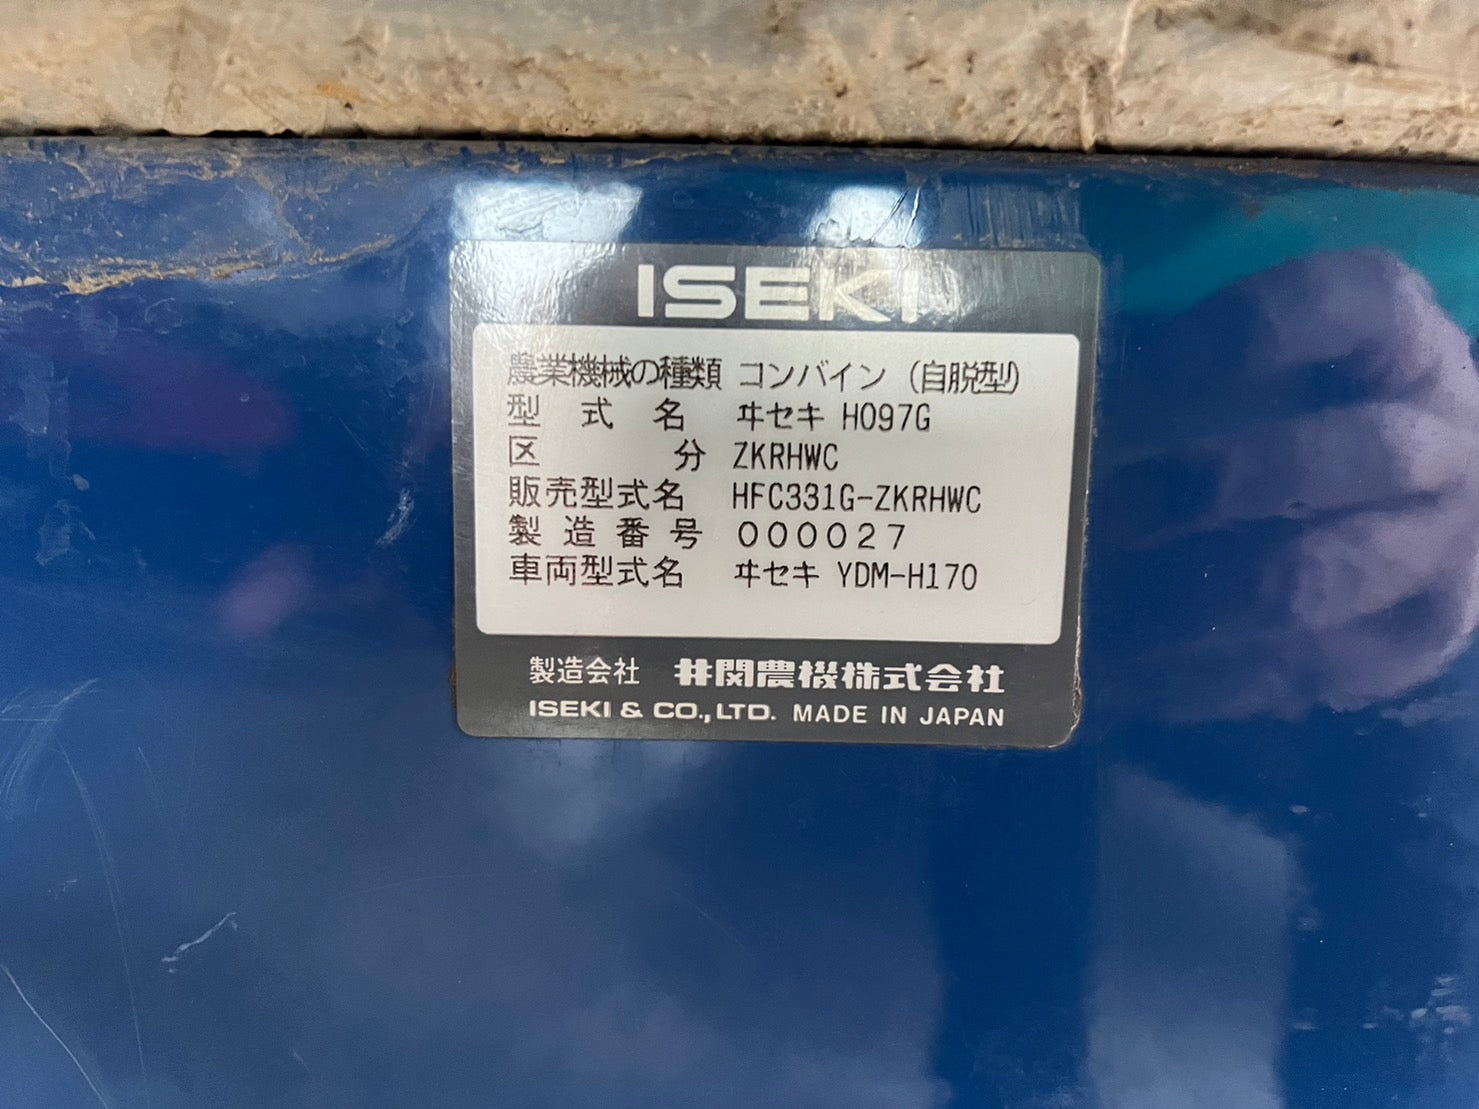 ISEKI
農業機械の種類 コンバイン（自脱型）
型式名 ヰセキ HO97G
区分 ZKRHWC
販売型式名 HFC331G-ZKRHWC
製造番号 000027
車両型式名 ヰセキ YDM-H170
製造会社 井関農機株式会社
ISEKI & CO.,LTD. MADE IN JAPAN